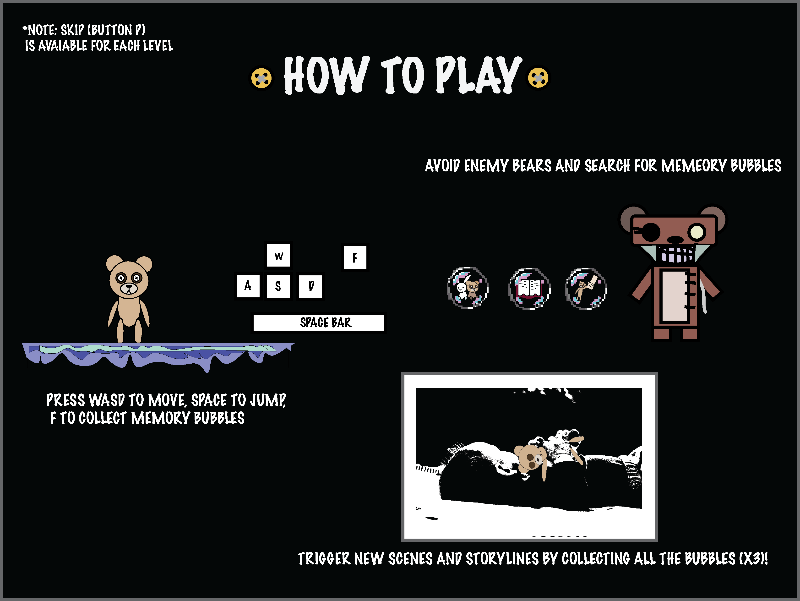 *NOTE: SKIP (BUTTON P)
IS AVAIABLE FOR EACH LEVEL
HOW TO PLAY
AVOID ENEMY BEARS AND SEARCH FOR MEMEORY BUBBLES
W
F
A
S
D
SPACE BAR
PRESS WASD TO MOVE, SPACE TO JUMP,
F TO COLLECT MEMORY BUBBLES
TRIGGER NEW SCENES AND STORYLINES BY COLLECTING ALL THE BUBBLES (X3)!